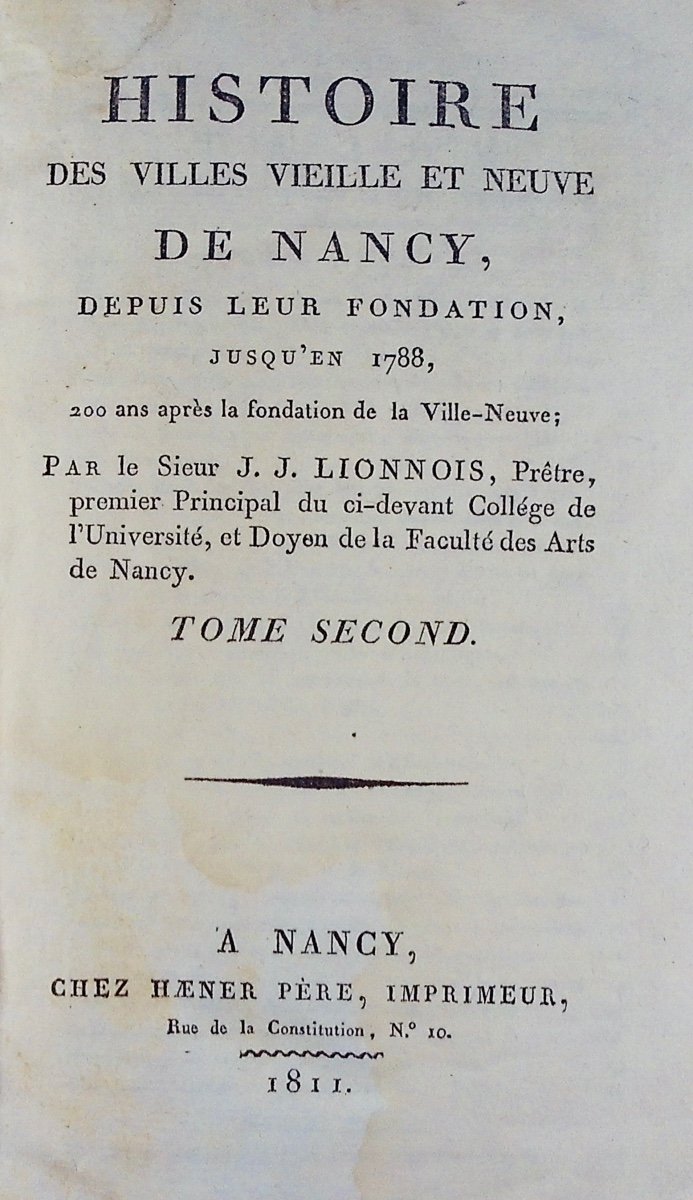 HISTOIRE
DES VILLES VIEILLE ET NEUVE
DE NANCY,
DEPUIS LEUR FONDATION,
JUSQU'EN 1788,
200 ans après la fondation de la Ville-Neuve;
PAR le Sieur J. J. LIONNOIS, Prêtre,
premier Principal du ci-devant Collége de
l'Université, et Doyen de la Faculté des Arts
de Nancy.
TOME SECOND.
A NANCY,
CHEZ HÆNER PÈRE, IMPRIMEUR,
Rue de la Constitution, N.º 10.
1811.